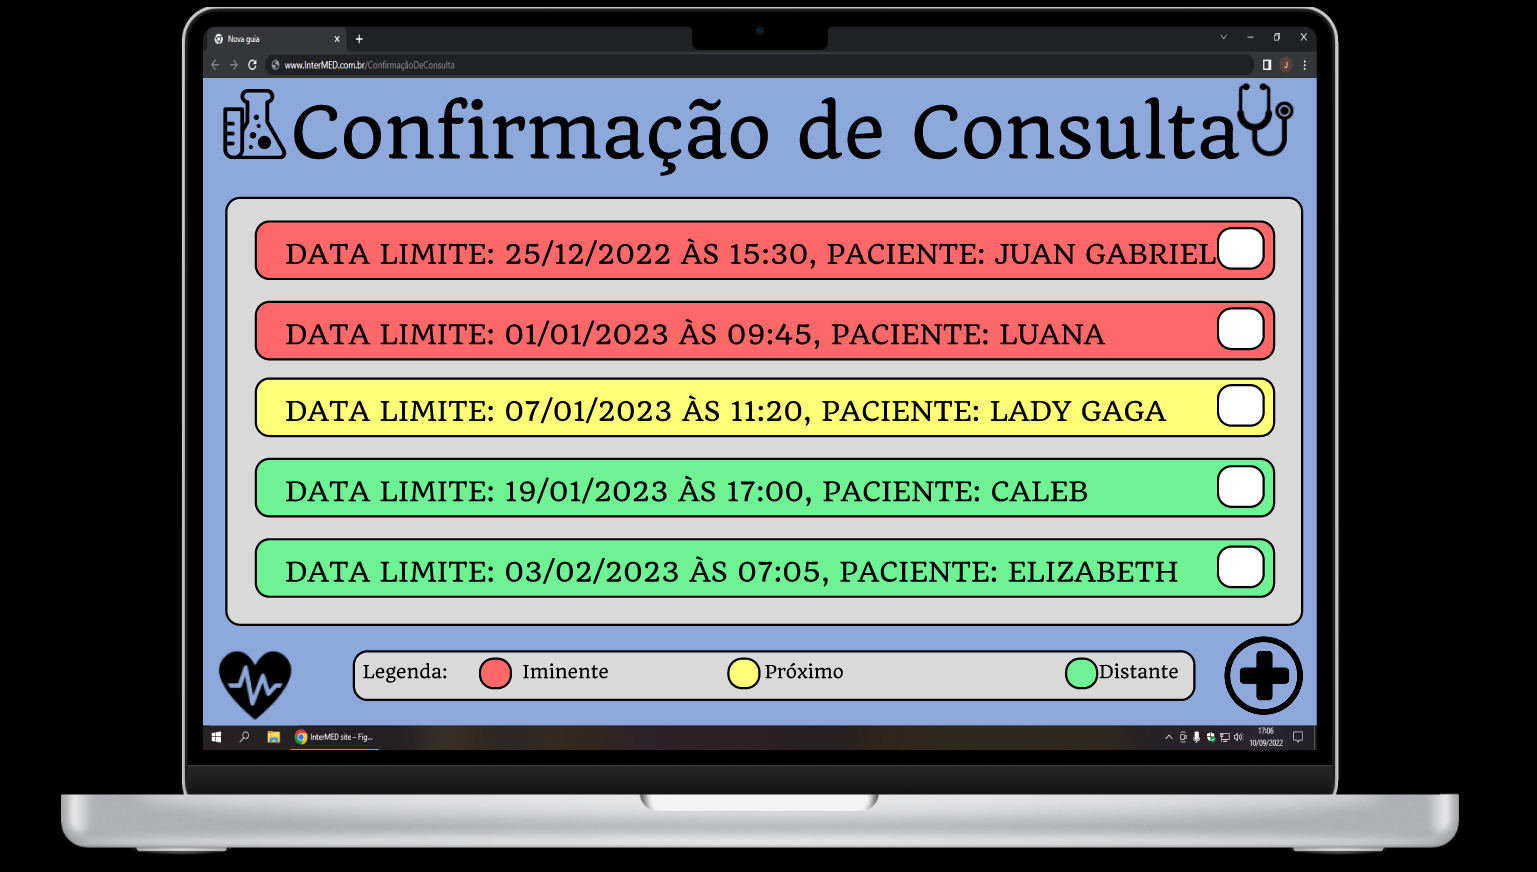 Nova guia
www.InterMED.com.br/ConfirmaçãoDeConsulta
J
Confirmação de Consulta
DATA LIMITE: 25/12/2022 ÀS 15:30, PACIENTE: JUAN GABRIEL
DATA LIMITE: 01/01/2023 ÀS 09:45, PACIENTE: LUANA
DATA LIMITE: 07/01/2023 ÀS 11:20, PACIENTE: LADY GAGA
DATA LIMITE: 19/01/2023 ÀS 17:00, PACIENTE: CALEB
DATA LIMITE: 03/02/2023 ÀS 07:05, PACIENTE: ELIZABETH
Legenda: Iminente Próximo Distante
InterMED site – Fig...
17:06
10/09/2022